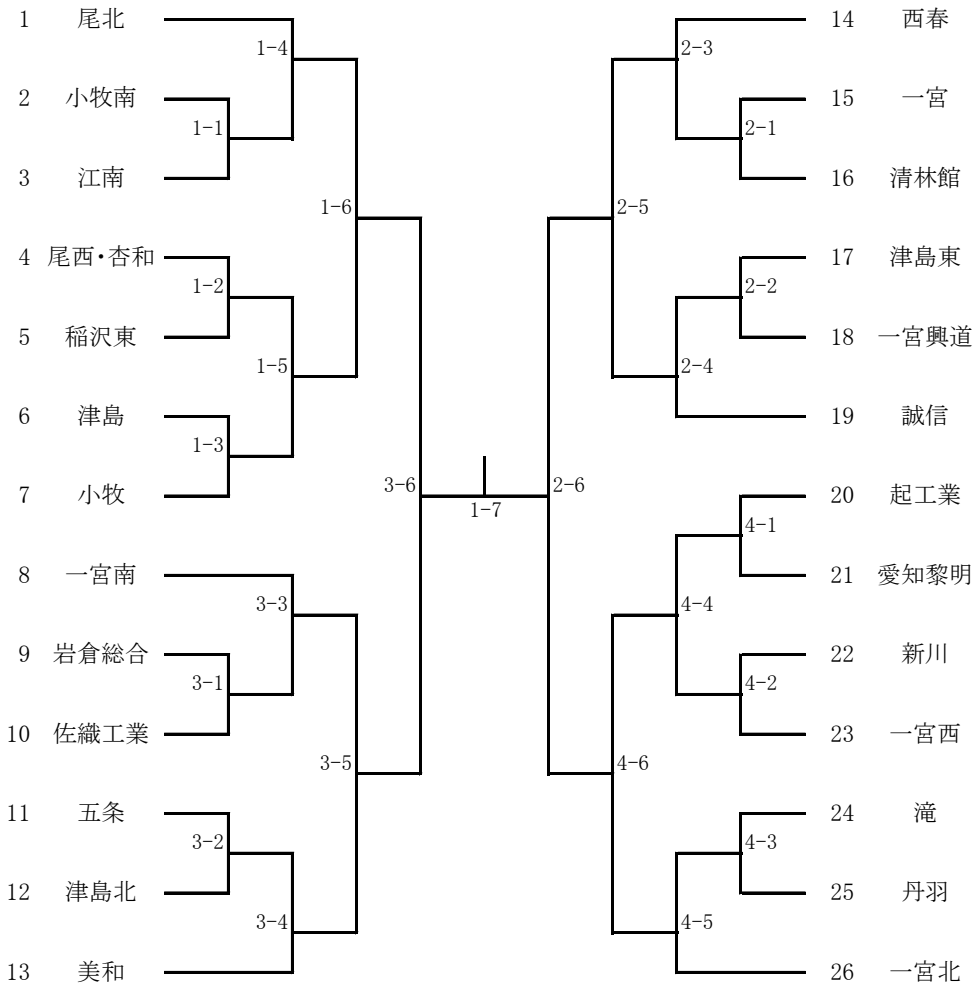 1 尾北 1-4 2-3 14 西春
2 小牧南 1-1 2-1 15 一宮
3 江南 1-6 2-5 16 清林館
4 尾西・杏和 1-2 2-2 17 津島東
5 稲沢東 1-5 2-4 18 一宮興道
6 津島 1-3 19 誠信
7 小牧 3-6 1-7 2-6 4-1 20 起工業
8 一宮南 3-3 4-4 21 愛知黎明
9 岩倉総合 3-1 4-2 22 新川
10 佐織工業 3-5 4-6 23 一宮西
11 五条 3-2 4-3 24 滝
12 津島北 3-4 4-5 25 丹羽
13 美和 26 一宮北